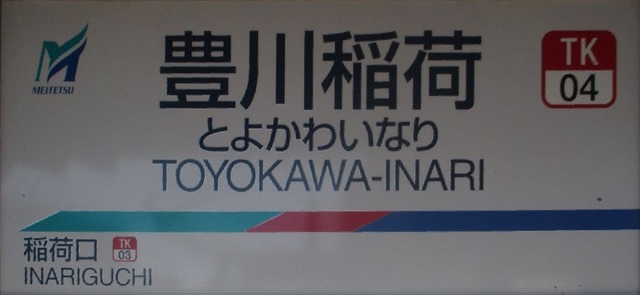 MEITETSU
豊川稲荷
TK
04
とよかわいなり
TOYOKAWA-INARI
稲荷口 TK 03
INARIGUCHI